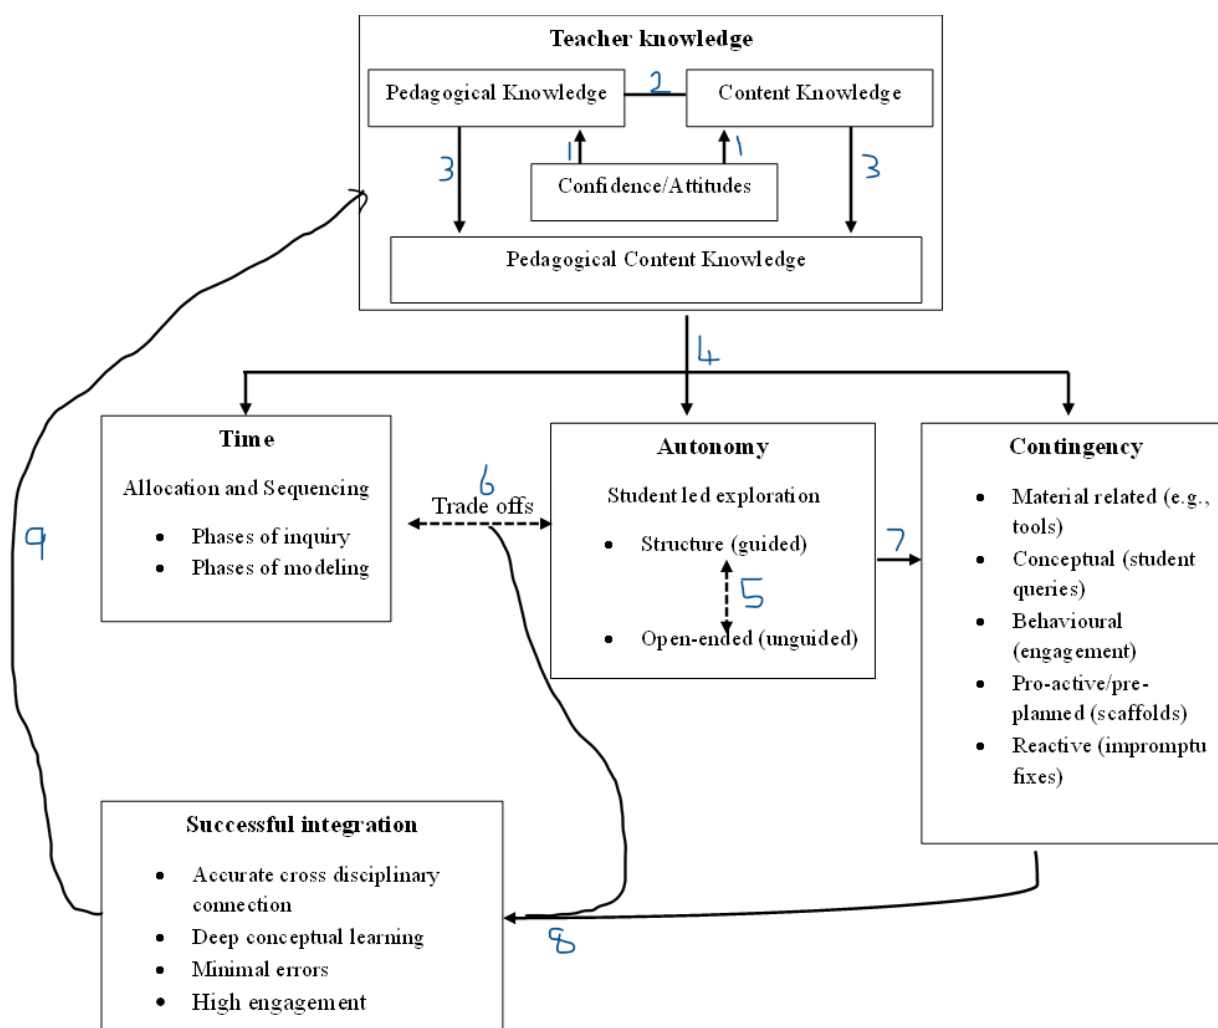 Teacher knowledge
Pedagogical Knowledge
2
Content Knowledge
3
1
1
3
Confidence/Attitudes
Pedagogical Content Knowledge
4
Time
Allocation and Sequencing
• Phases of inquiry
• Phases of modeling
6
Trade offs
Autonomy
Student led exploration
• Structure (guided)
5
• Open-ended (unguided)
7
Contingency
• Material related (e.g.,
tools)
• Conceptual (student
queries)
• Behavioural
(engagement)
• Pro-active/pre-
planned (scaffolds)
• Reactive (impromptu
fixes)
9
Successful integration
• Accurate cross disciplinary
connection
• Deep conceptual learning
• Minimal errors
• High engagement
8